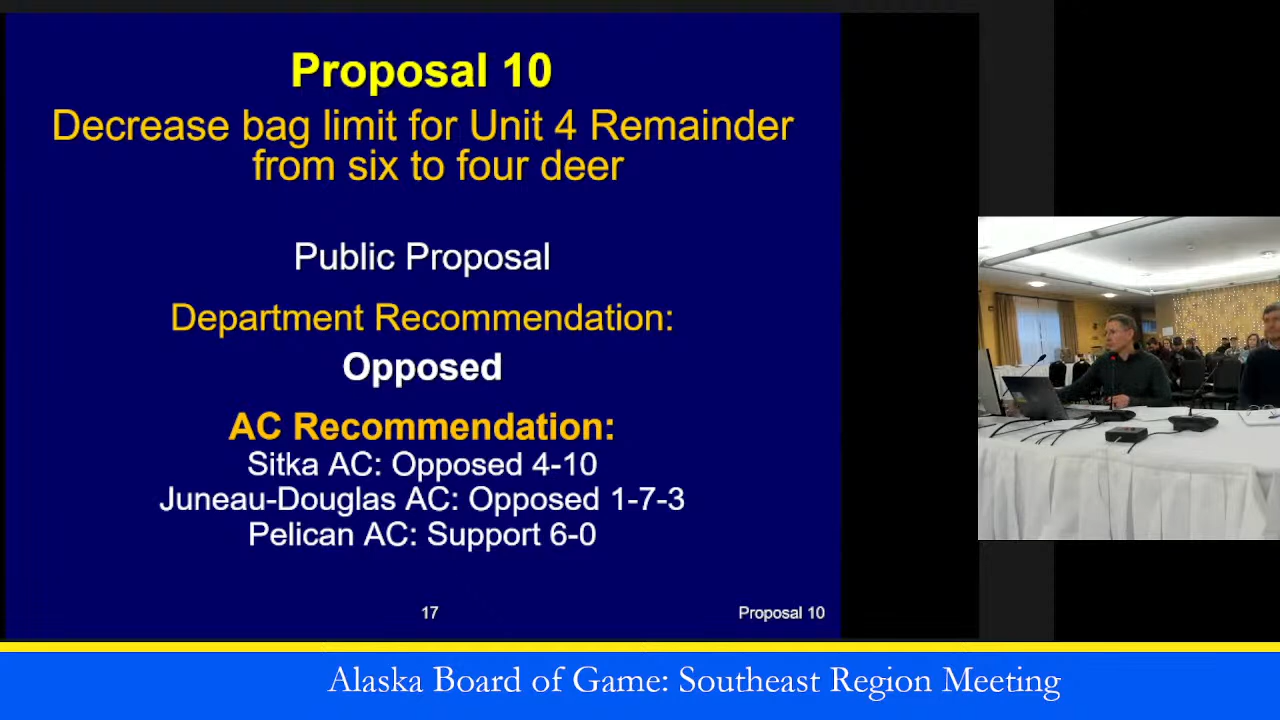 Proposal 10
Decrease bag limit for Unit 4 Remainder
from six to four deer
Public Proposal
Department Recommendation:
Opposed
AC Recommendation:
Sitka AC: Opposed 4-10
Juneau-Douglas AC: Opposed 1-7-3
Pelican AC: Support 6-0
17
Proposal 10
Alaska Board of Game: Southeast Region Meeting